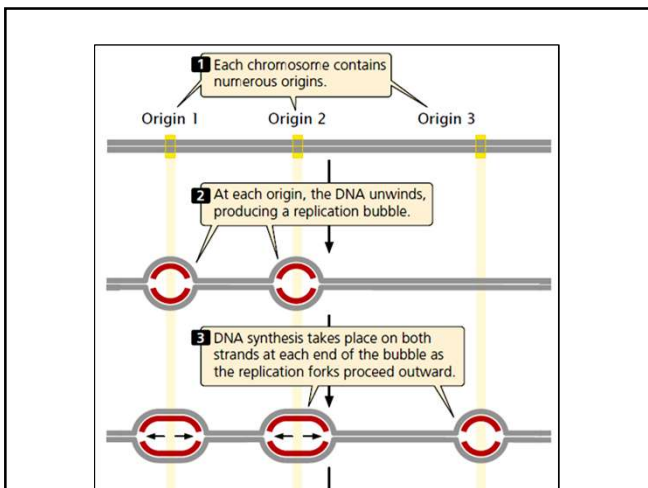 1 Each chromosome contains
numerous origins.
Origin 1 Origin 2 Origin 3
2 At each origin, the DNA unwinds,
producing a replication bubble.
3 DNA synthesis takes place on both
strands at each end of the bubble as
the replication forks proceed outward.